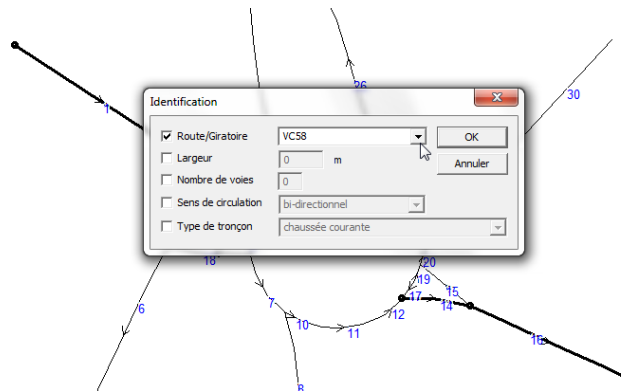 26
30
1
Identification
Route/Giratoire VC58 OK
Largeur 0 m Annuler
Nombre de voies 0
Sens de circulation bi-directionnel
Type de tronçon chaussée courante
18 20
19
6 7 17 15
10 12 14
11 16
8